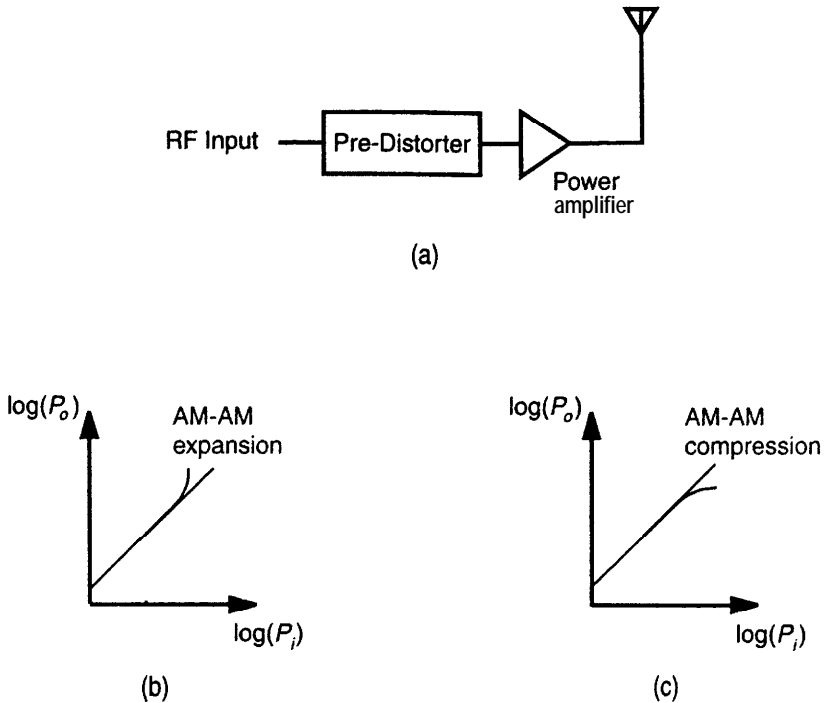 RF Input
Pre-Distorter
Power
amplifier
(a)
log(Pₒ)
AM-AM
expansion
log(Pᵢ)
(b)
log(Pₒ)
AM-AM
compression
log(Pᵢ)
(c)